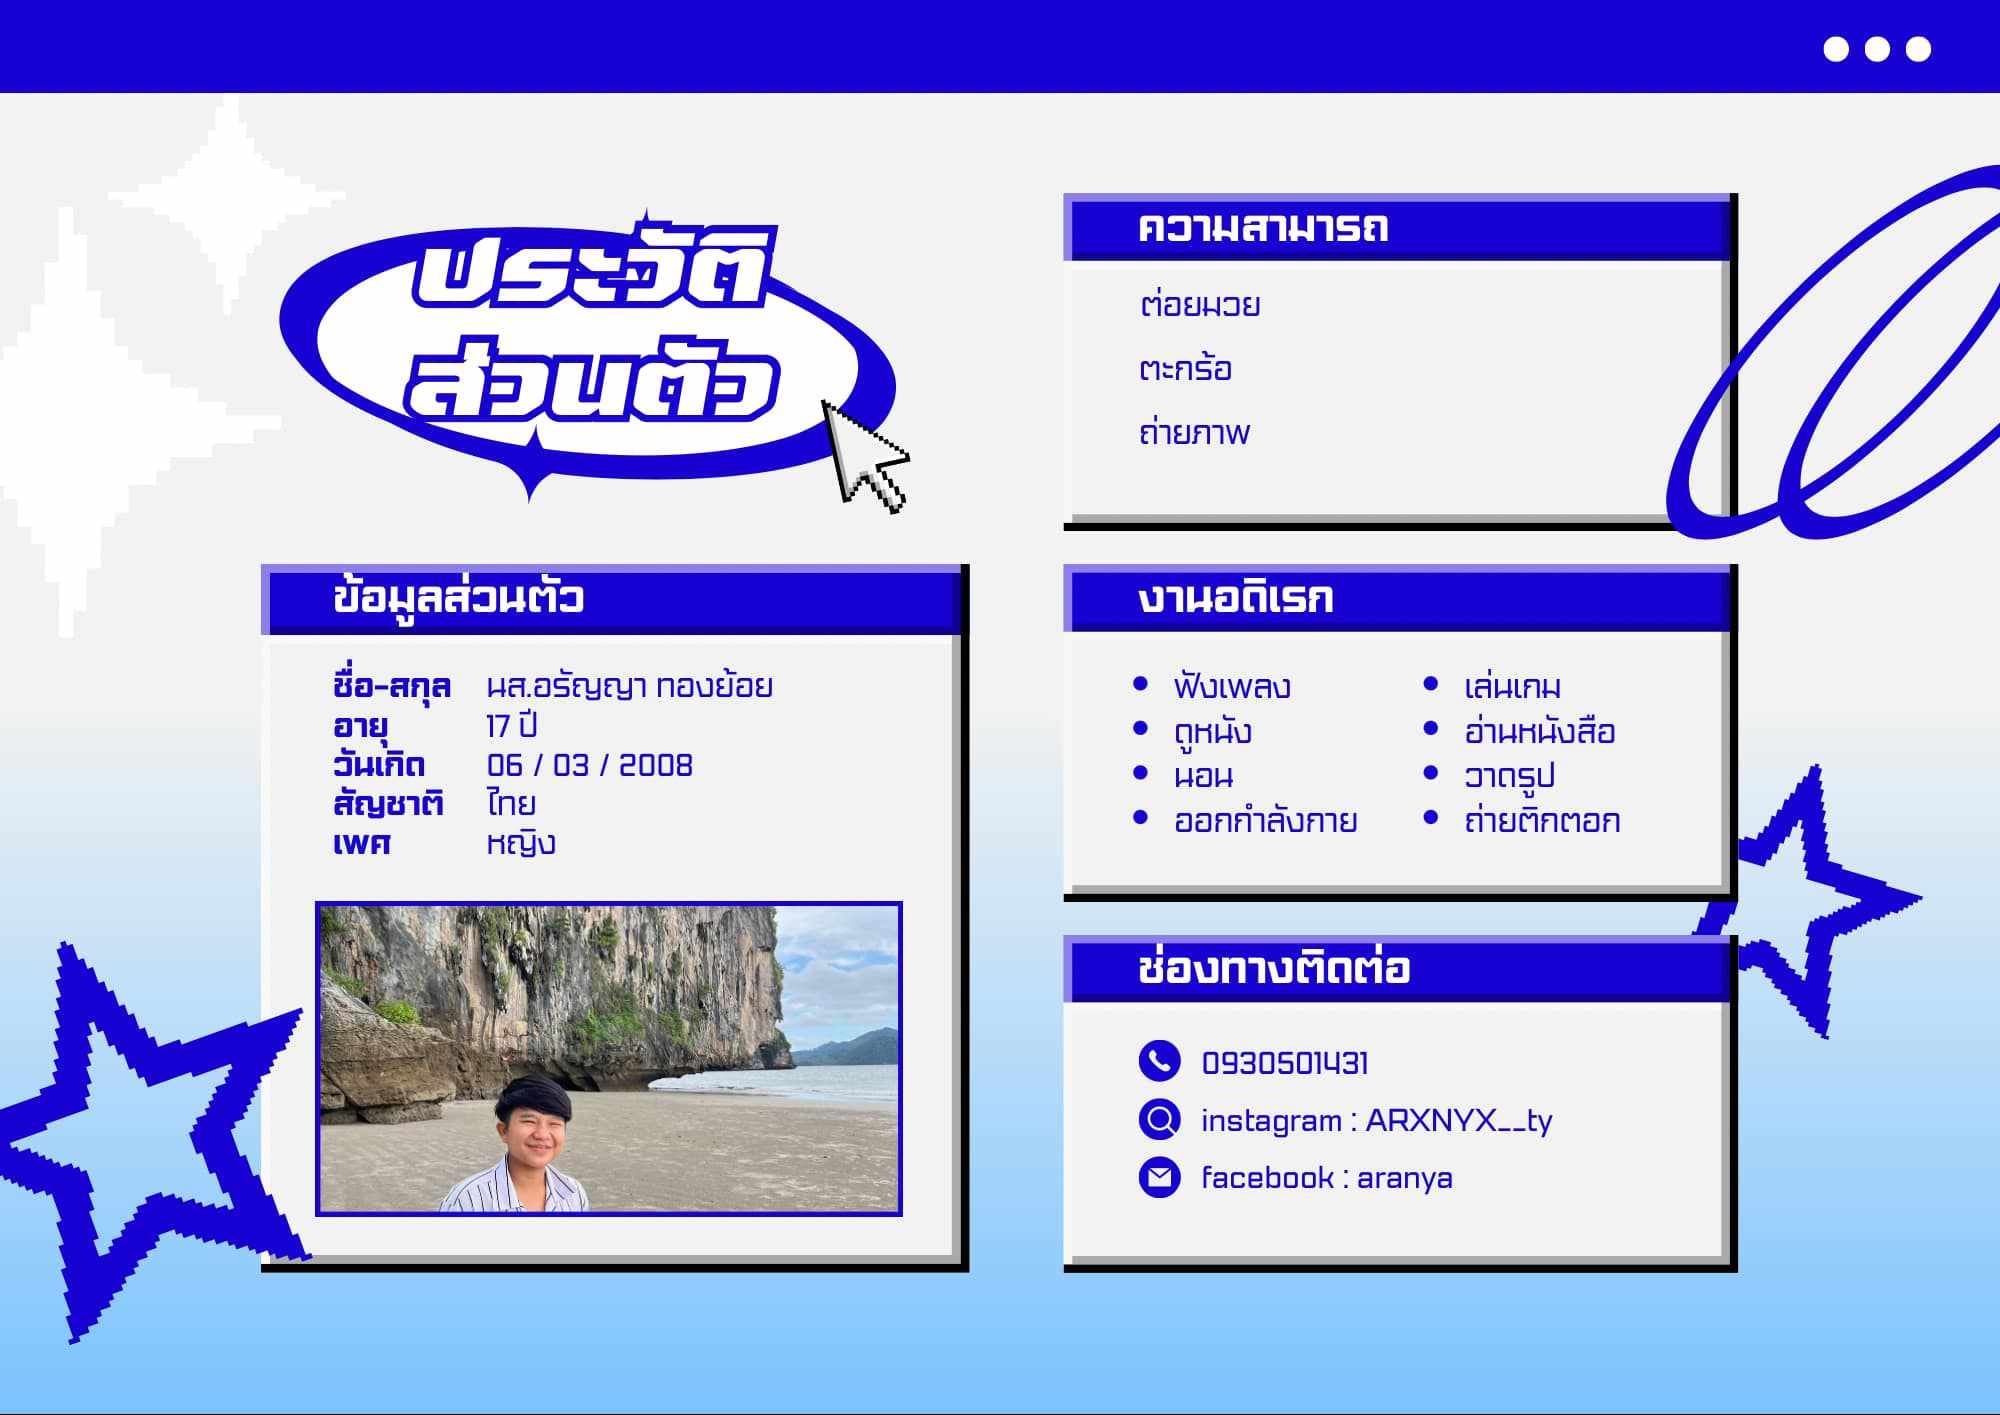 ประวัติ
ส่วนตัว
ข้อมูลส่วนตัว
ชื่อ-สกุล นส.อรัญญา ทองย้อย
อายุ 17 ปี
วันเกิด 06 / 03 / 2008
สัญชาติ ไทย
เพศ หญิง
ความสามารถ
ต่อยมวย
ตะกร้อ
ถ่ายภาพ
งานอดิเรก
ฟังเพลง
ดูหนัง
นอน
ออกกำลังกาย
เล่นเกม
อ่านหนังสือ
วาดรูป
ถ่ายติกตอก
ช่องทางติดต่อ
0930501431
instagram : ARXNYX__ty
facebook : aranya